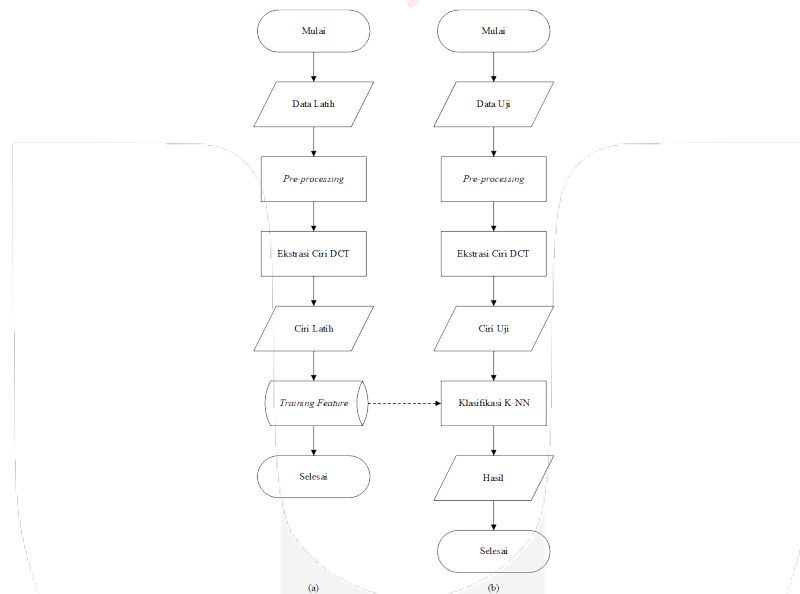 Mulai
Data Latih
Pre-processing
Ekstrasi Ciri DCT
Ciri Latih
Training Feature
Selesai
(a)
Mulai
Data Uji
Pre-processing
Ekstrasi Ciri DCT
Ciri Uji
Klasifikasi K-NN
Hasil
Selesai
(b)